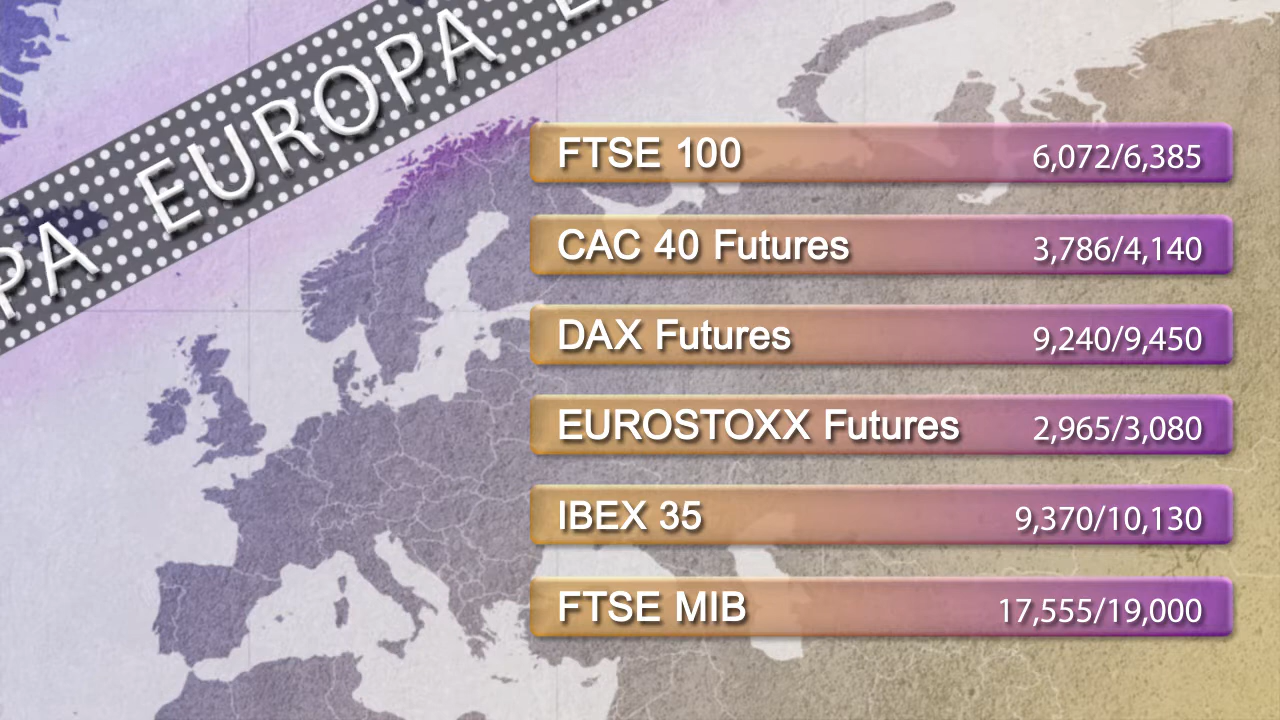 PA EUROPA E
FTSE 100 6,072/6,385
CAC 40 Futures 3,786/4,140
DAX Futures 9,240/9,450
EUROSTOXX Futures 2,965/3,080
IBEX 35 9,370/10,130
FTSE MIB 17,555/19,000